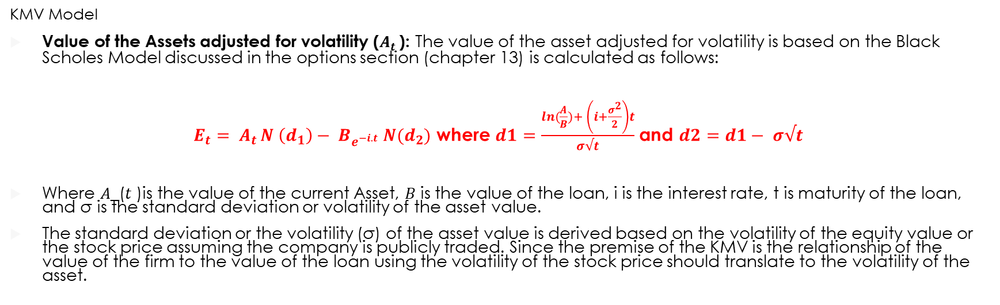 KMV Model
Value of the Assets adjusted for volatility (A_t ): The value of the asset adjusted for volatility is based on the Black
Scholes Model discussed in the options section (chapter 13) is calculated as follows:
E_t = A_t N (d_1) – B_{e^{–i.t}} N(d_2) where d1 = \frac{ln(\frac{A}{B})+ (i+\frac{σ^2}{2})t}{σ√t} and d2 = d1 – σ√t
Where A_(t )is the value of the current Asset, B is the value of the loan, i is the interest rate, t is maturity of the loan,
and σ is the standard deviation or volatility of the asset value.
The standard deviation or the volatility (σ) of the asset value is derived based on the volatility of the equity value or
the stock price assuming the company is publicly traded. Since the premise of the KMV is the relationship of the
value of the firm to the value of the loan using the volatility of the stock price should translate to the volatility of the
asset.